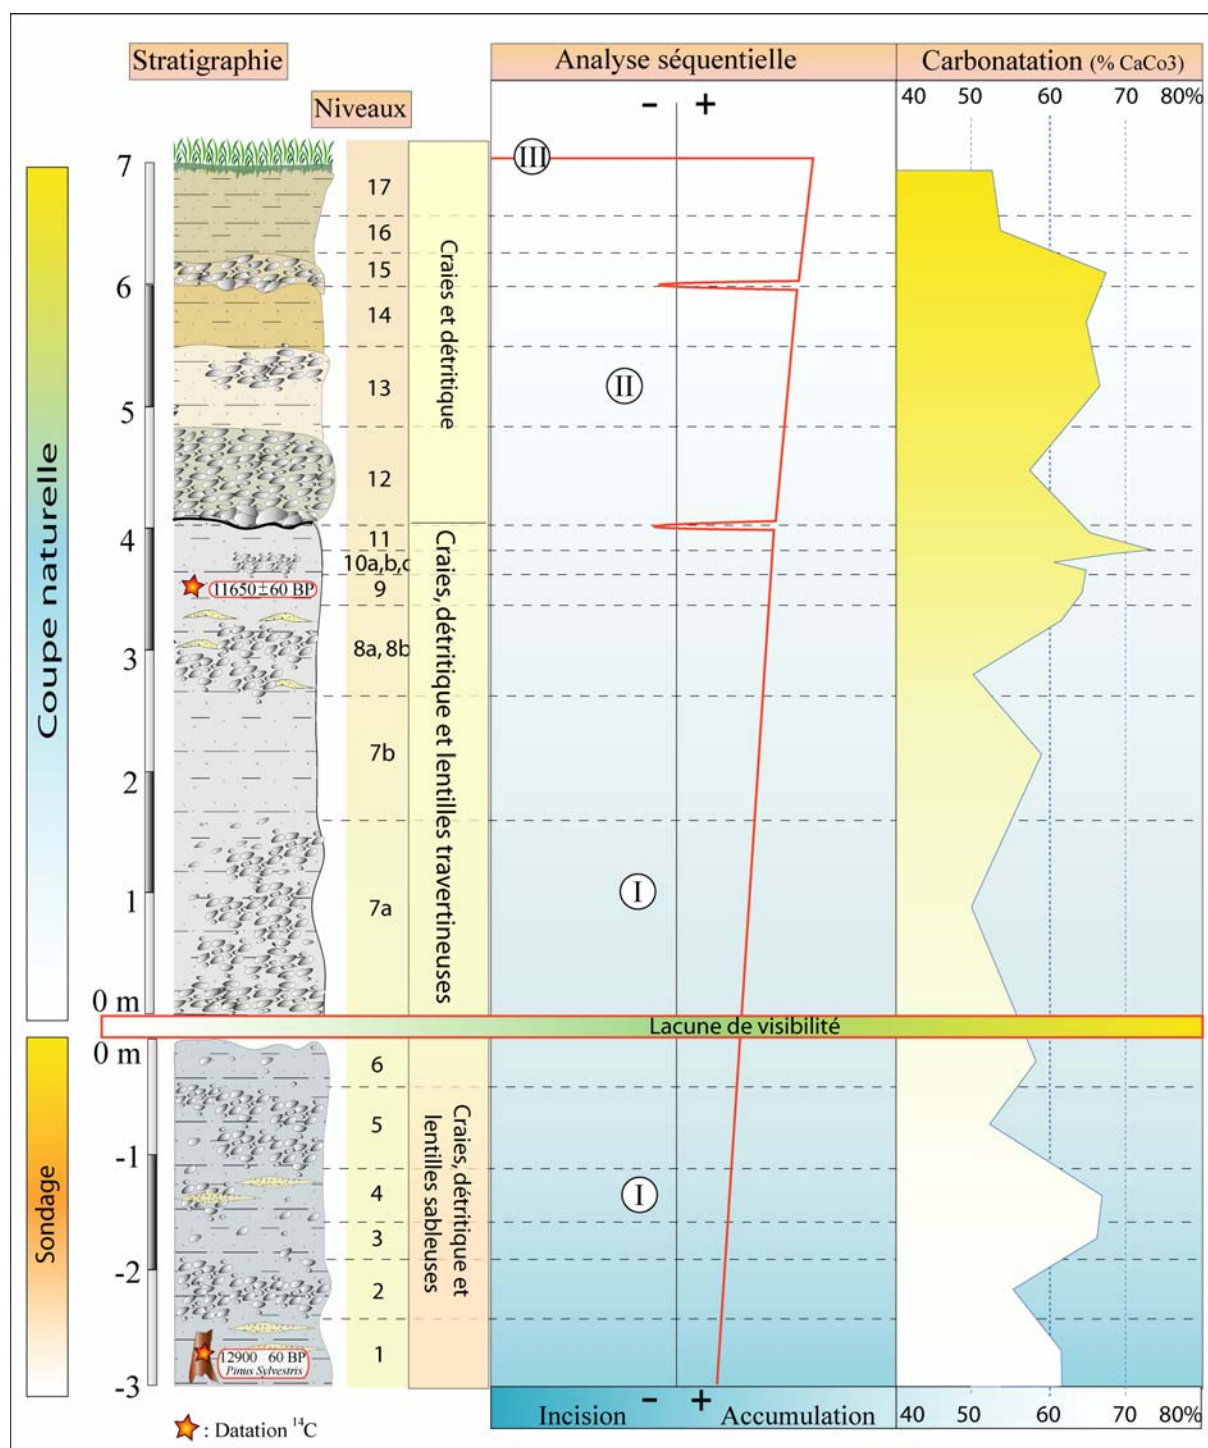 Stratigraphie
Niveaux
Analyse séquentielle
Carbonatation (% CaCo3)
- +
40 50 60 70 80%
Coupe naturelle
7
6
5
4
3
2
1
0 m
17
16
15
14
13
12
11
10a,b,c
9
8a, 8b
7b
7a
11650±60 BP
Craies et détritique
Craies, détritique et lentilles travertineuses
III
II
I
Lacune de visibilité
Sondage
0 m
-1
-2
-3
6
5
4
3
2
1
12900 60 BP
Pinus Sylvestris
Craies, détritique et
lentilles sableuses
I
- +
Incision Accumulation
40 50 60 70 80%
: Datation ¹⁴C